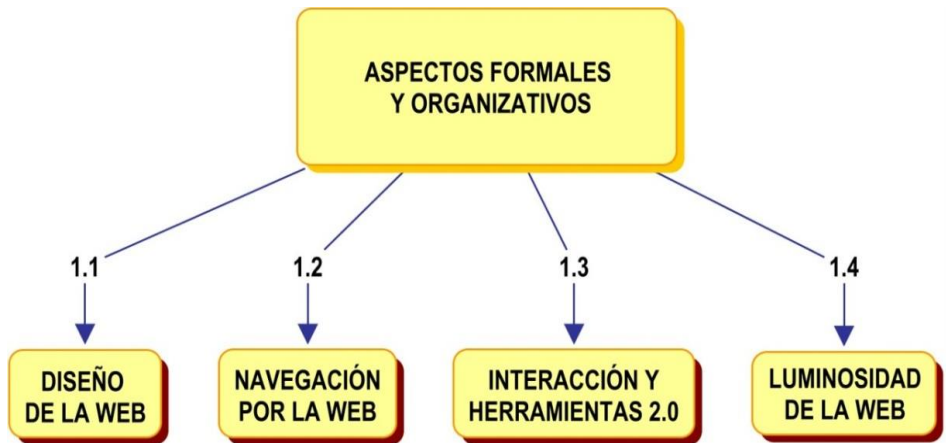 ASPECTOS FORMALES
Y ORGANIZATIVOS
1.1
1.2
1.3
1.4
DISEÑO
DE LA WEB
NAVEGACIÓN
POR LA WEB
INTERACCIÓN Y
HERRAMIENTAS 2.0
LUMINOSIDAD
DE LA WEB